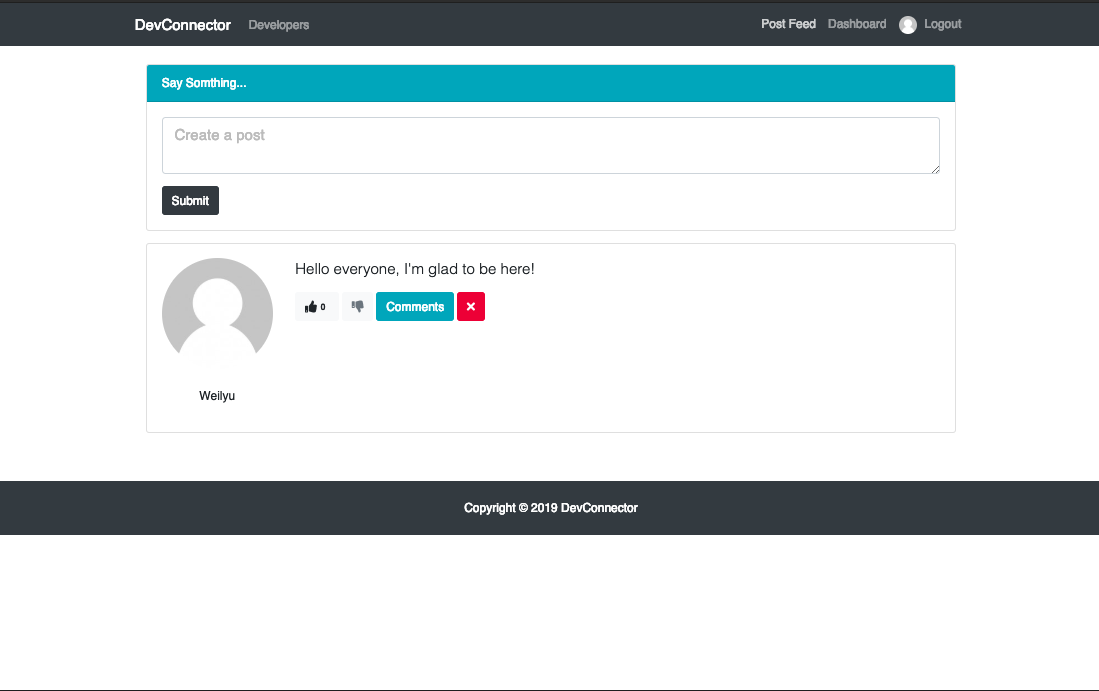 DevConnector Developers Post Feed Dashboard Logout
Say Somthing...
Create a post
Submit
Hello everyone, I'm glad to be here!
0 Comments
Weilyu
Copyright © 2019 DevConnector